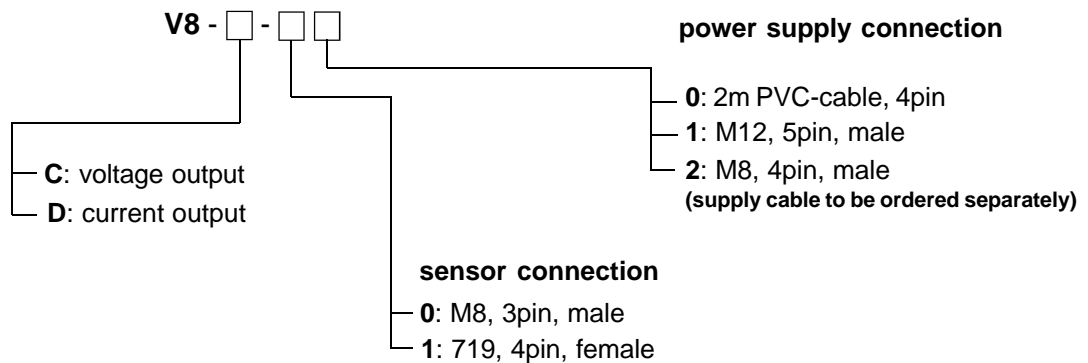 V8 - □ - □ □
power supply connection
0: 2m PVC-cable, 4pin
1: M12, 5pin, male
2: M8, 4pin, male
(supply cable to be ordered separately)
C: voltage output
D: current output
sensor connection
0: M8, 3pin, male
1: 719, 4pin, female